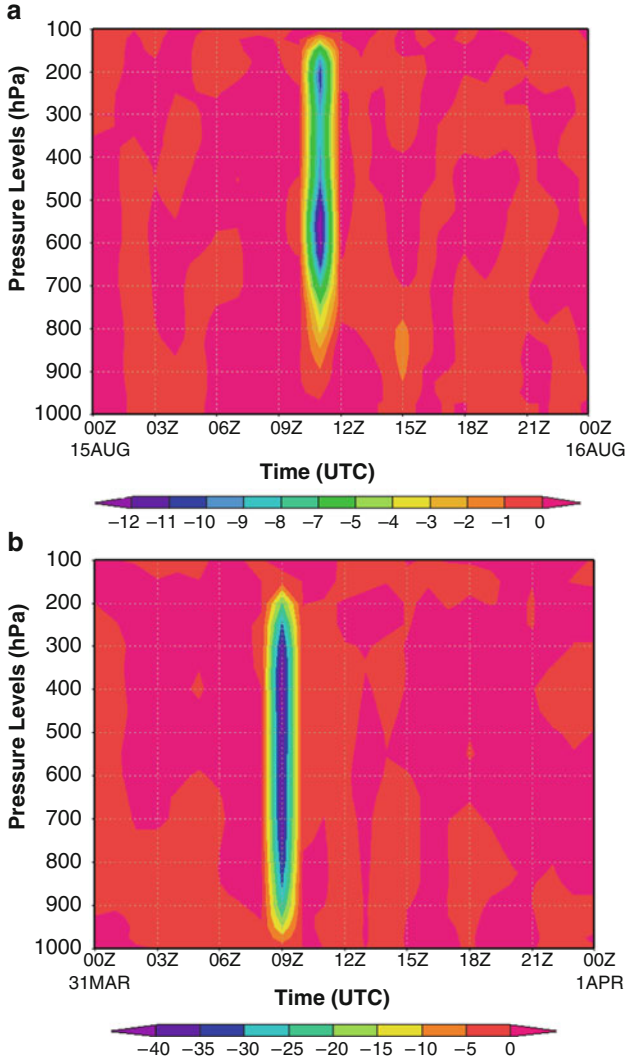 a
100
200
300
400
500
600
700
800
900
1000
Pressure Levels (hPa)
00Z 03Z 06Z 09Z 12Z 15Z 18Z 21Z 00Z
15AUG 16AUG
Time (UTC)
−12 −11 −10 −9 −8 −7 −5 −4 −3 −2 −1 0
b
100
200
300
400
500
600
700
800
900
1000
Pressure Levels (hPa)
00Z 03Z 06Z 09Z 12Z 15Z 18Z 21Z 00Z
31MAR 1APR
Time (UTC)
−40 −35 −30 −25 −20 −15 −10 −5 0